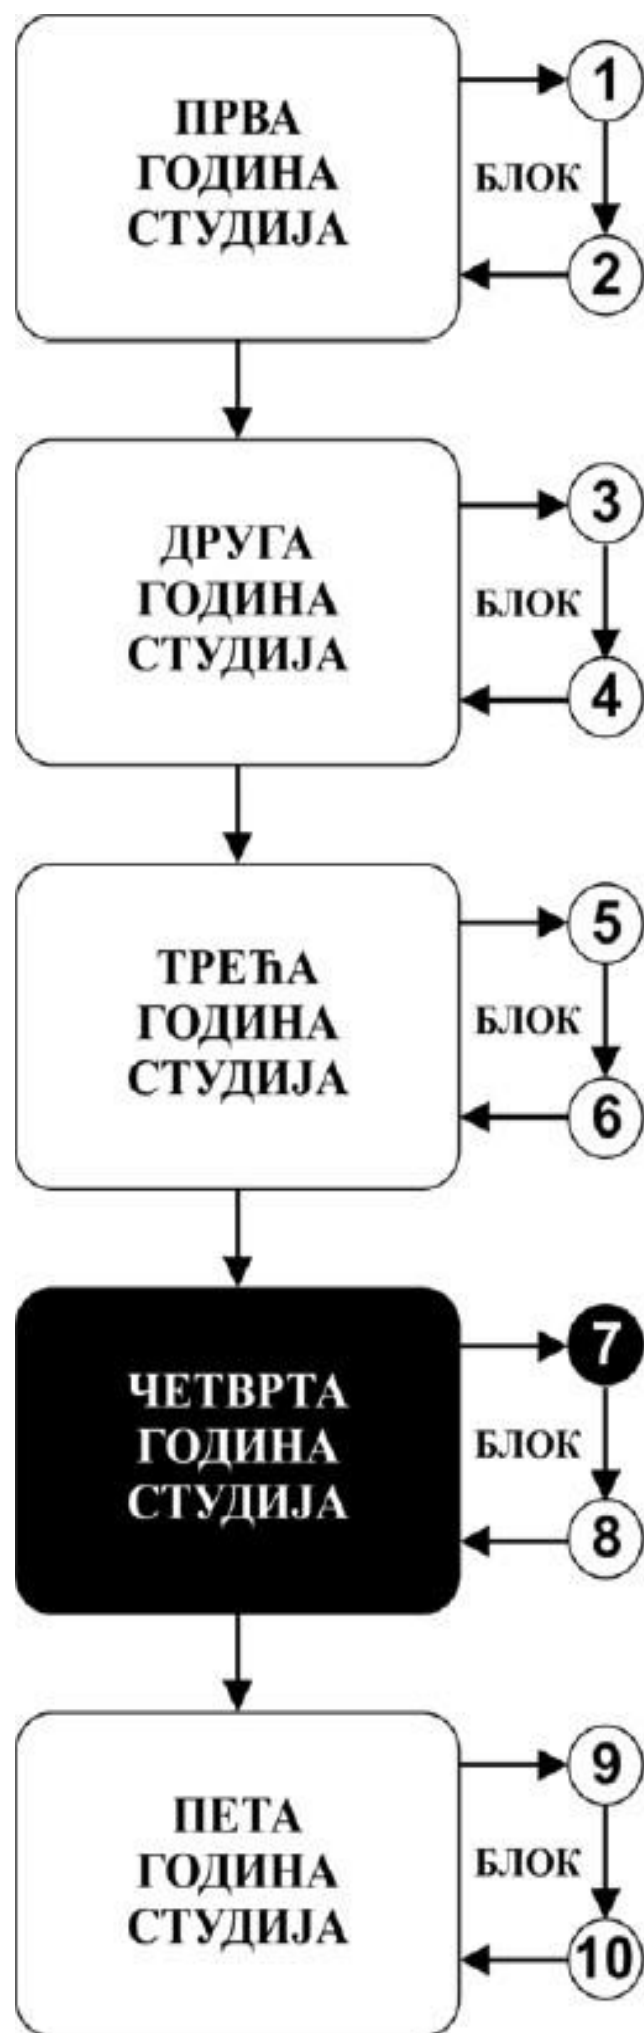 ПРВА
ГОДИНА
СТУДИЈА
1
БЛОК
2
ДРУГА
ГОДИНА
СТУДИЈА
3
БЛОК
4
ТРЕЋА
ГОДИНА
СТУДИЈА
5
БЛОК
6
ЧЕТВРТА
ГОДИНА
СТУДИЈА
7
БЛОК
8
ПЕТА
ГОДИНА
СТУДИЈА
9
БЛОК
10